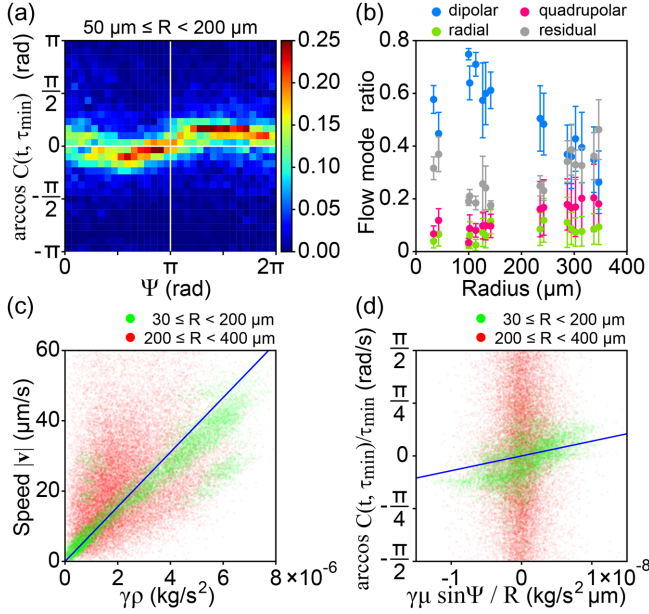 (a)
50 μm ≤ R < 200 μm
arccos C(t, τmin) (rad)
π
π/2
0
-π/2
-π
0
π
2π
Ψ (rad)
0.25
0.20
0.15
0.10
0.05
0.00
(b)
dipolar
quadrupolar
radial
residual
Flow mode ratio
0.8
0.6
0.4
0.2
0
0
100
200
300
400
Radius (μm)
(c)
30 ≤ R < 200 μm
200 ≤ R < 400 μm
Speed |v| (μm/s)
60
40
20
0
0
2
4
6
8
×10⁻⁶
γρ (kg/s²)
(d)
30 ≤ R < 200 μm
200 ≤ R < 400 μm
arccos C(t, τmin)/τmin (rad/s)
π/2
π/4
0
-π/4
-π/2
-1
0
1
×10⁻⁸
γμ sinΨ / R (kg/s² μm)